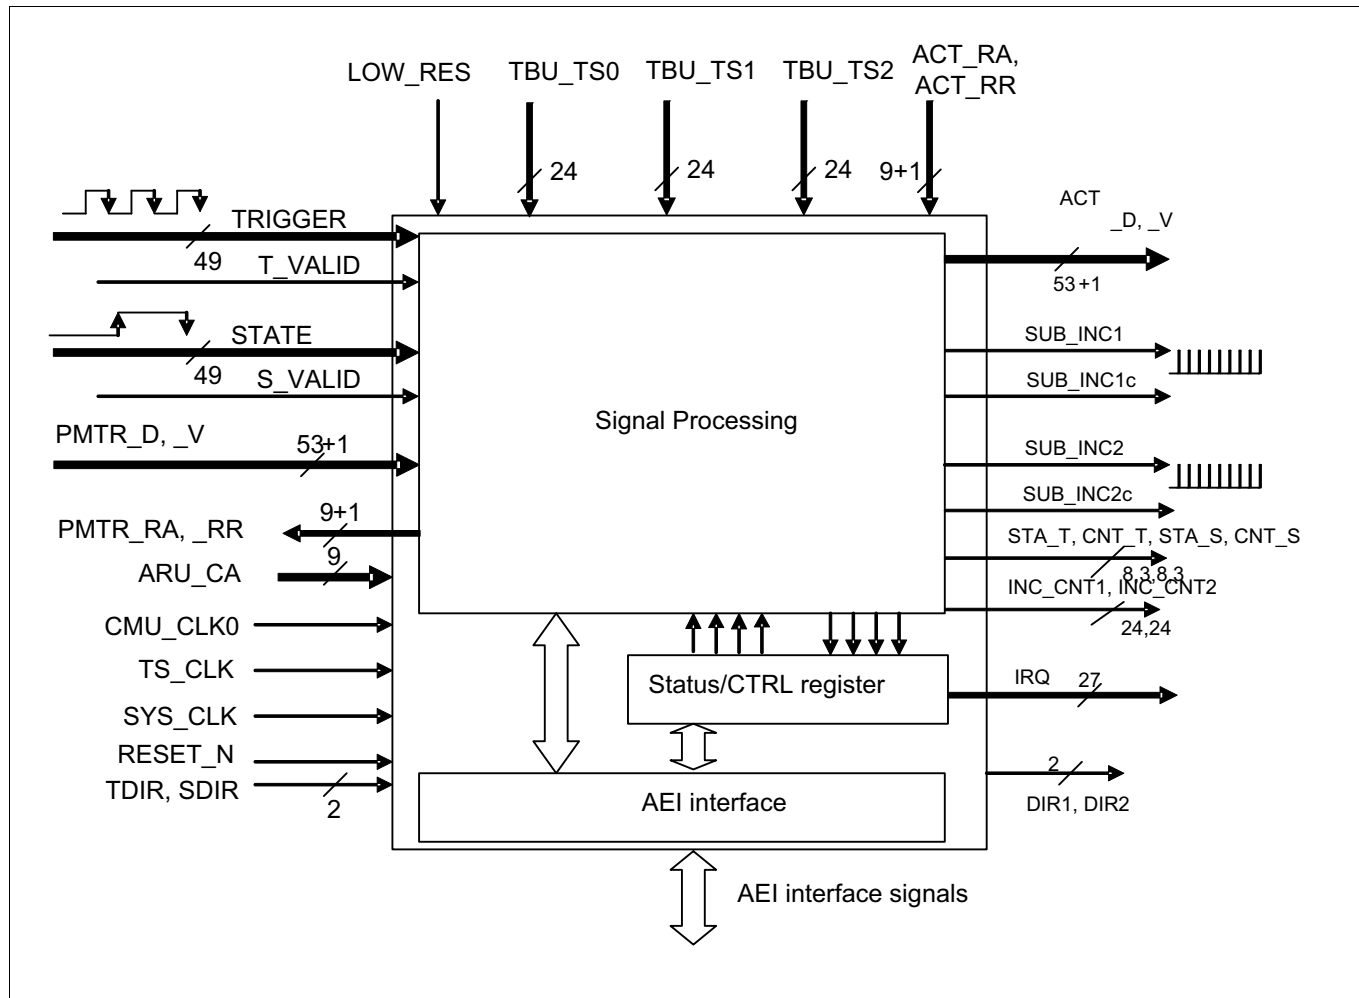 LOW_RES
TBU_TS0
TBU_TS1
TBU_TS2
ACT_RA,
ACT_RR
24
24
24
9+1
TRIGGER
49
T_VALID
STATE
49
S_VALID
PMTR_D, _V
53+1
PMTR_RA, _RR
9+1
ARU_CA
9
CMU_CLK0
TS_CLK
SYS_CLK
RESET_N
TDIR, SDIR
2
Signal Processing
Status/CTRL register
AEI interface
AEI interface signals
ACT
_D, _V
53+1
SUB_INC1
SUB_INC1c
SUB_INC2
SUB_INC2c
STA_T, CNT_T, STA_S, CNT_S
8,3,8,3
INC_CNT1, INC_CNT2
24,24
IRQ
27
2
DIR1, DIR2